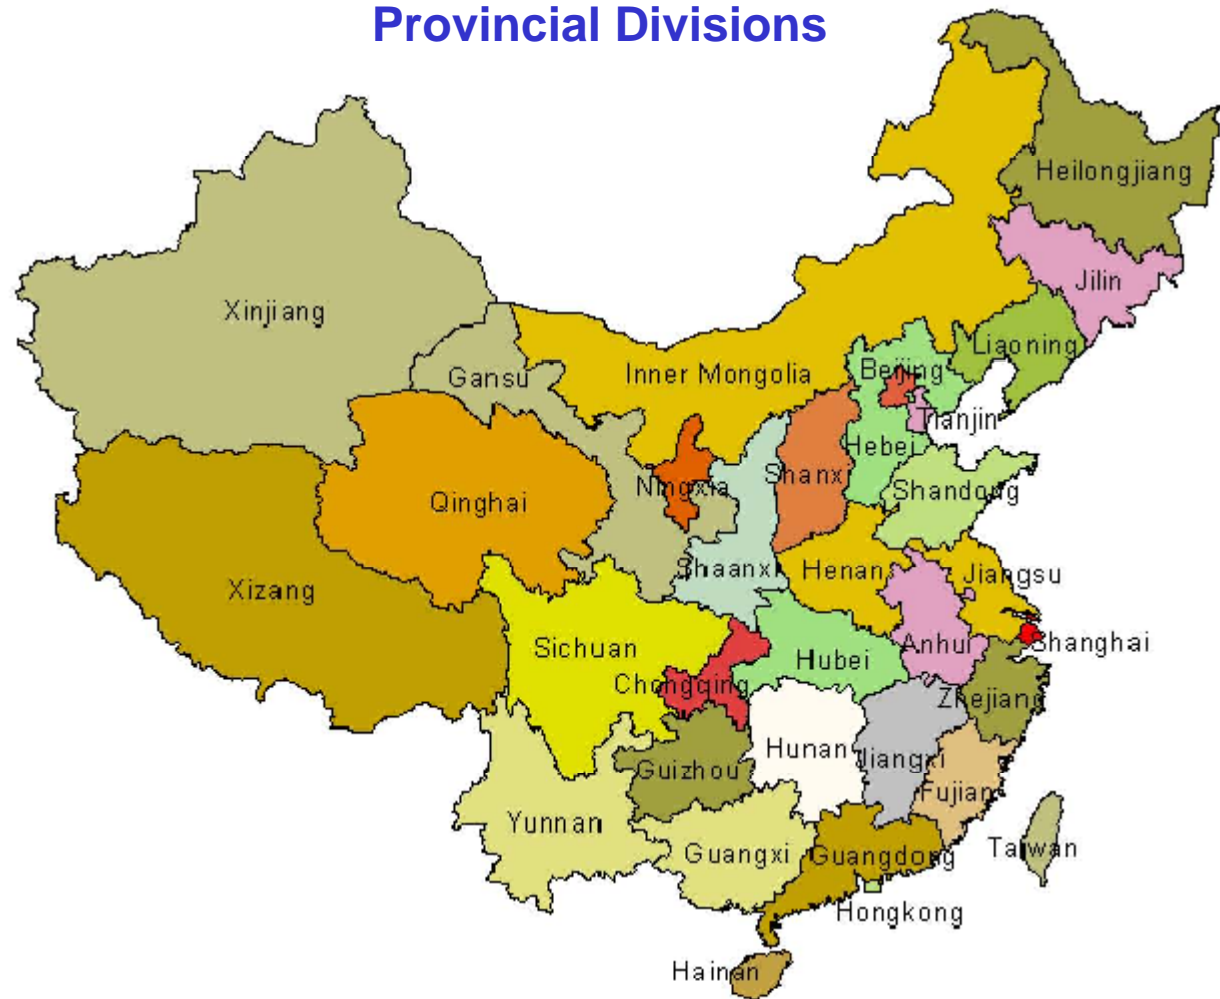 Provincial Divisions
Heilongjiang
Jilin
Xinjiang
Liaoning
Gansu
Inner Mongolia
Beijing
Tianjin
Hebei
Shanxi
Ningxia
Shandong
Qinghai
Shaanxi
Henan
Jiangsu
Xizang
Sichuan
Hubei
Anhui
Shanghai
Chongqing
Zhejiang
Hunan
Jiangxi
Guizhou
Fujian
Yunnan
Guangxi
Guangdong
Taiwan
Hongkong
Hainan